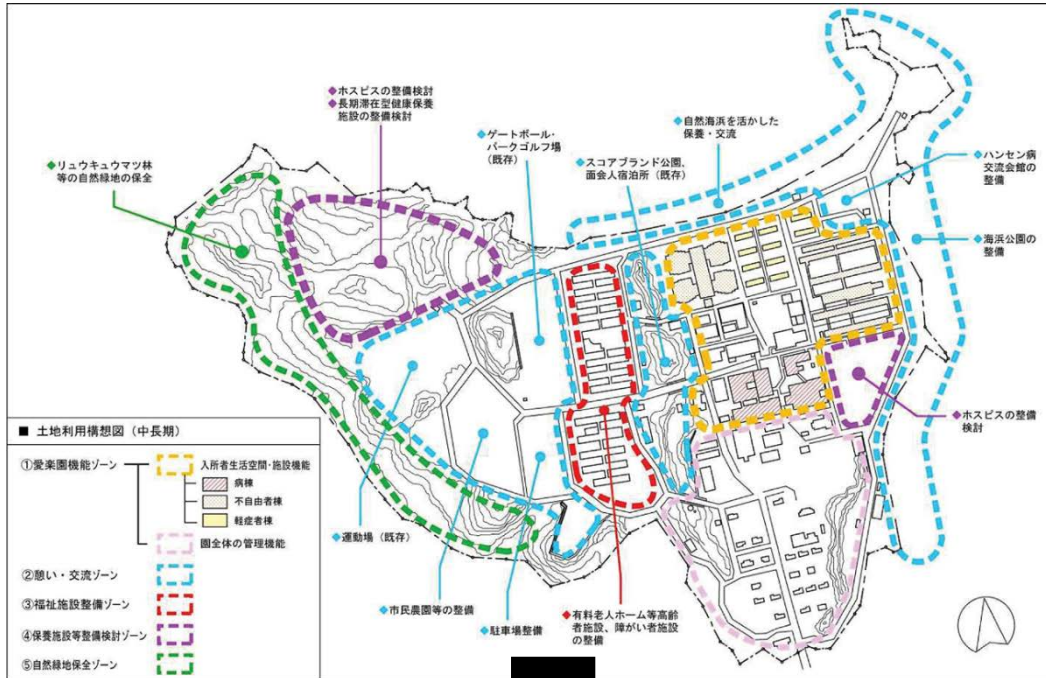 ◆ホスピスの整備検討
◆長期滞在型健康保養
施設の整備検討
◆リュウキュウマツ林
等の自然緑地の保全
◆ゲートボール・
パークゴルフ場
(既存)
◆自然海浜を活かした
保養・交流
◆スコアブランド公園、
面会人宿泊所(既存)
◆ハンセン病
交流会館の
整備
◆海浜公園の
整備
◆ホスピスの整備
検討
◆運動場(既存)
◆市民農園等の整備
◆駐車場整備
◆有料老人ホーム等高齢
者施設、障がい者施設
の整備
■ 土地利用構想図(中長期)
①愛楽園機能ゾーン
入所者生活空間・施設機能
病棟
不自由者棟
軽症者棟
園全体の管理機能
②憩い・交流ゾーン
③福祉施設整備ゾーン
④保養施設等整備検討ゾーン
⑤自然緑地保全ゾーン